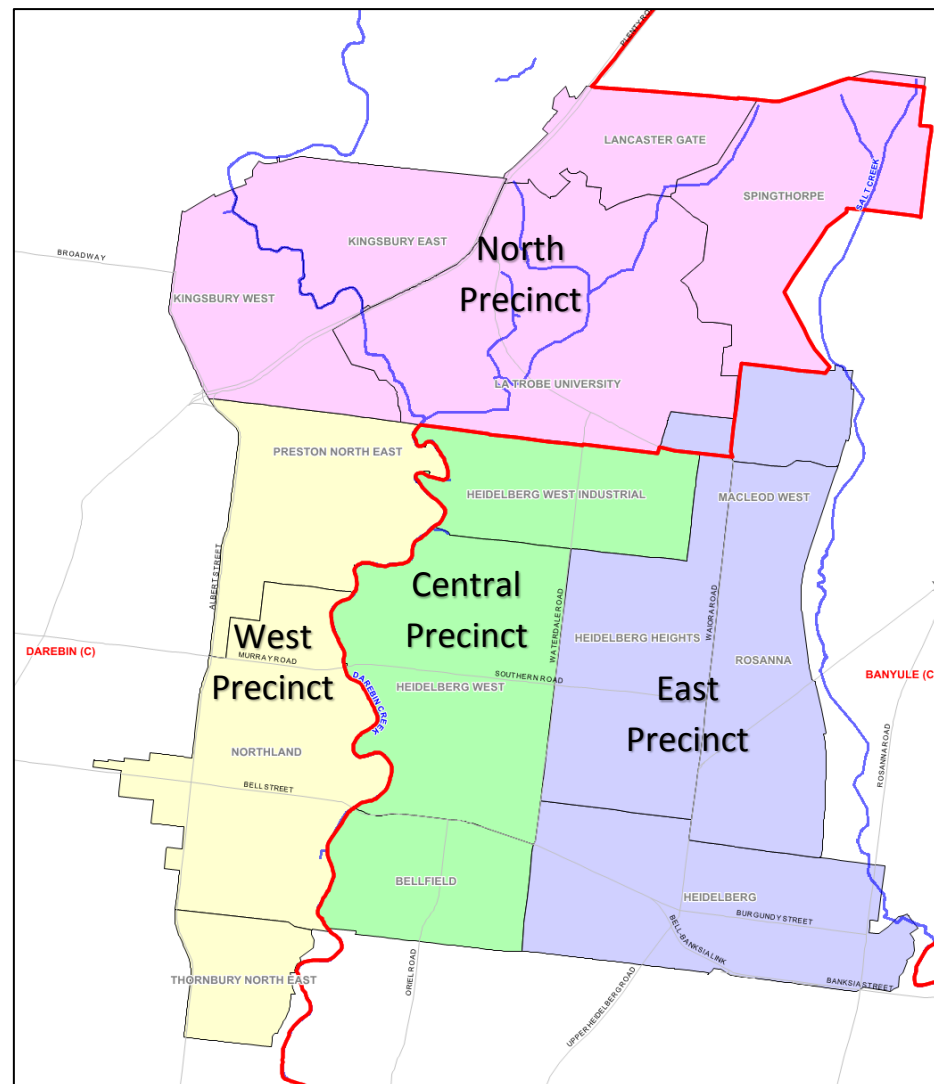 PLENTY RO
LANCASTER GATE
SPINGTHORPE
SALT CREEK
KINGSBURY EAST
North
Precinct
BROADWAY
KINGSBURY WEST
LA TROBE UNIVERSITY
PRESTON NORTH EAST
HEIDELBERG WEST INDUSTRIAL
MACLEOD WEST
ALBERT STREET
Central
Precinct
WATERDALE ROAD
WAIORA ROAD
West
Precinct
HEIDELBERG HEIGHTS
DAREBIN (C)
MURRAY ROAD
ROSANNA
SOUTHERN ROAD
BANYULE (C
DAREBIN CREEK
HEIDELBERG WEST
East
Precinct
NORTHLAND
ROSANNA ROAD
BELL STREET
BELLFIELD
HEIDELBERG
BURGUNDY STREET
BELL-BANKSIA LINK
THORNBURY NORTH EAST
ORIEL ROAD
UPPER HEIDELBERG ROAD
BANKSIA STREET